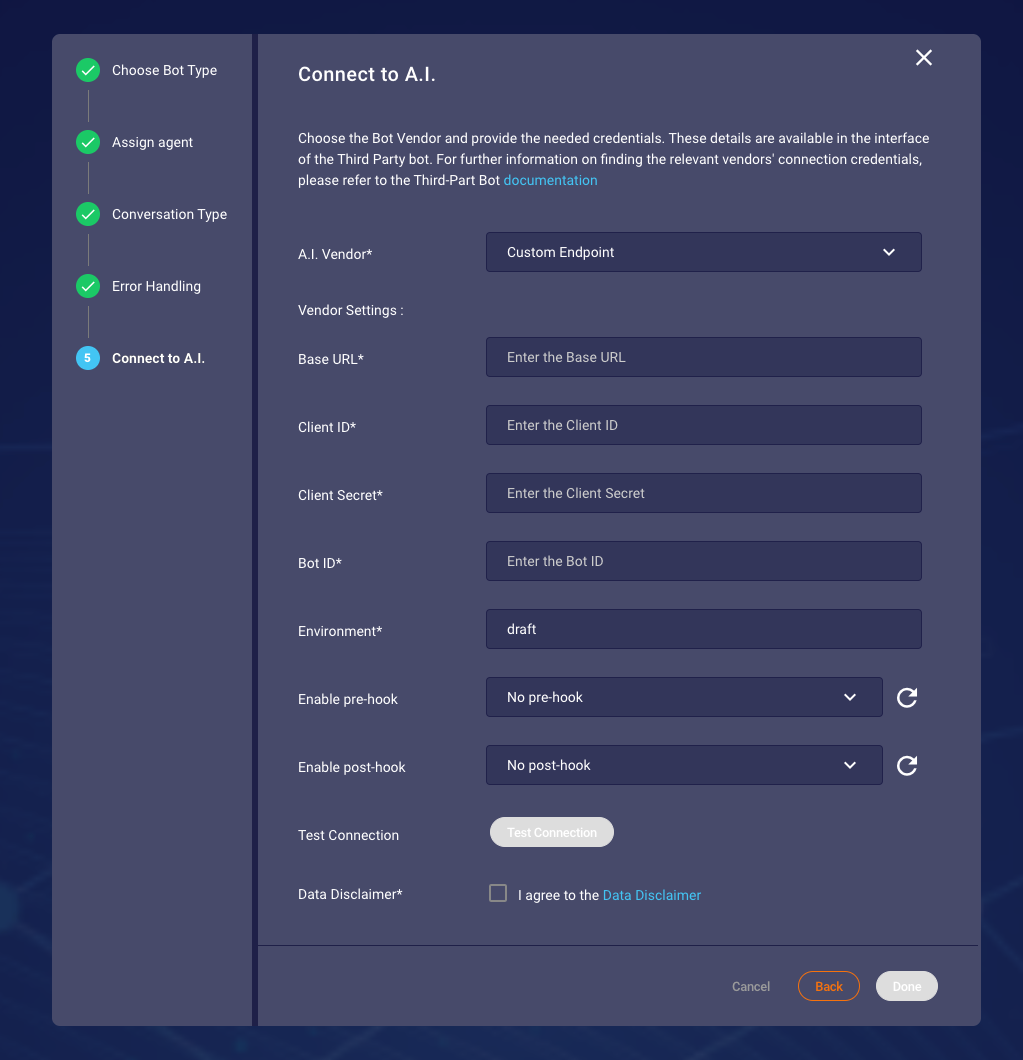 Choose Bot Type
Assign agent
Conversation Type
Error Handling
5 Connect to A.I.
Connect to A.I.
Choose the Bot Vendor and provide the needed credentials. These details are available in the interface
of the Third Party bot. For further information on finding the relevant vendors' connection credentials,
please refer to the Third-Part Bot documentation
A.I. Vendor* Custom Endpoint
Vendor Settings :
Base URL* Enter the Base URL
Client ID* Enter the Client ID
Client Secret* Enter the Client Secret
Bot ID* Enter the Bot ID
Environment* draft
Enable pre-hook No pre-hook
Enable post-hook No post-hook
Test Connection Test Connection
Data Disclaimer* I agree to the Data Disclaimer
Cancel Back Done